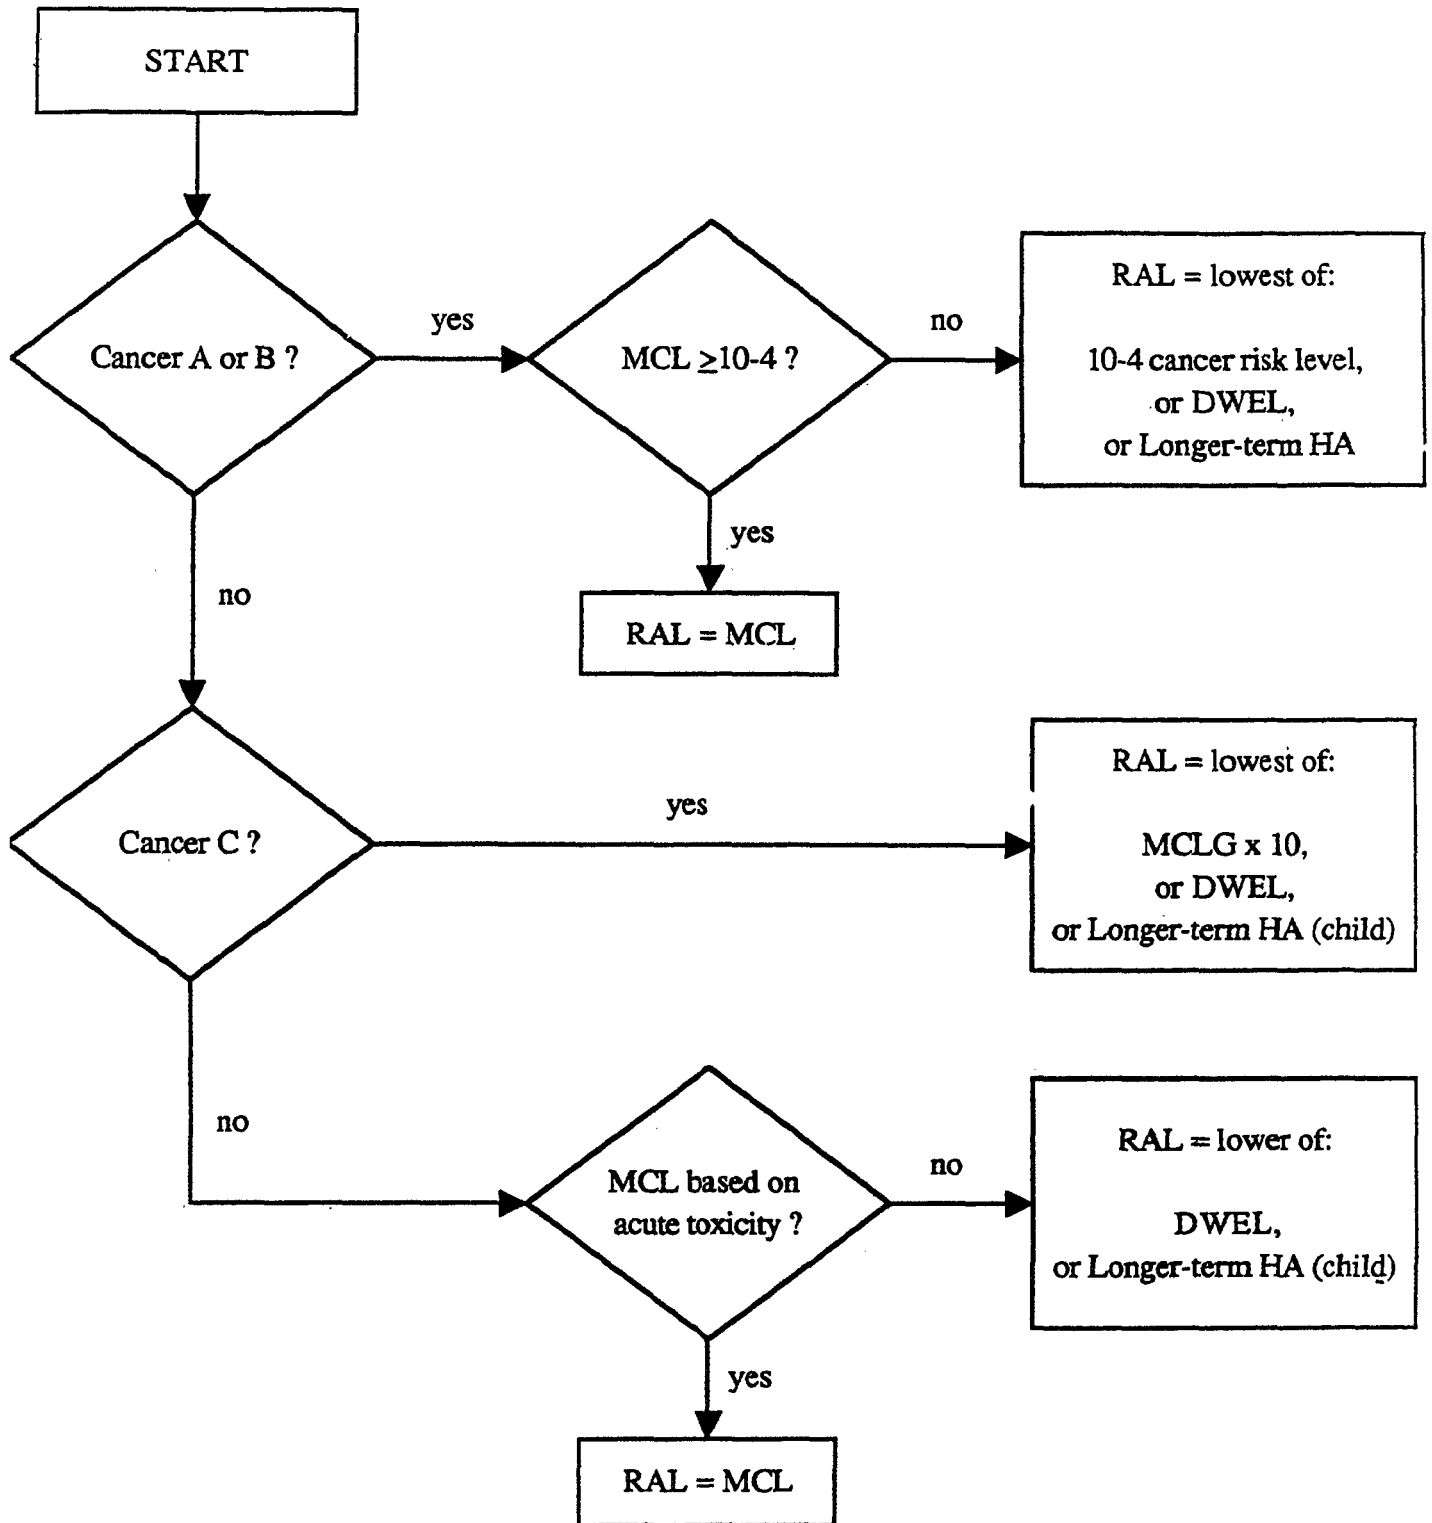 START
Cancer A or B ?
yes
MCL ≥10-4 ?
no
RAL = lowest of:
10-4 cancer risk level,
or DWEL,
or Longer-term HA
yes
RAL = MCL
no
Cancer C ?
yes
RAL = lowest of:
MCLG x 10,
or DWEL,
or Longer-term HA (child)
no
MCL based on
acute toxicity ?
no
RAL = lower of:
DWEL,
or Longer-term HA (child)
yes
RAL = MCL